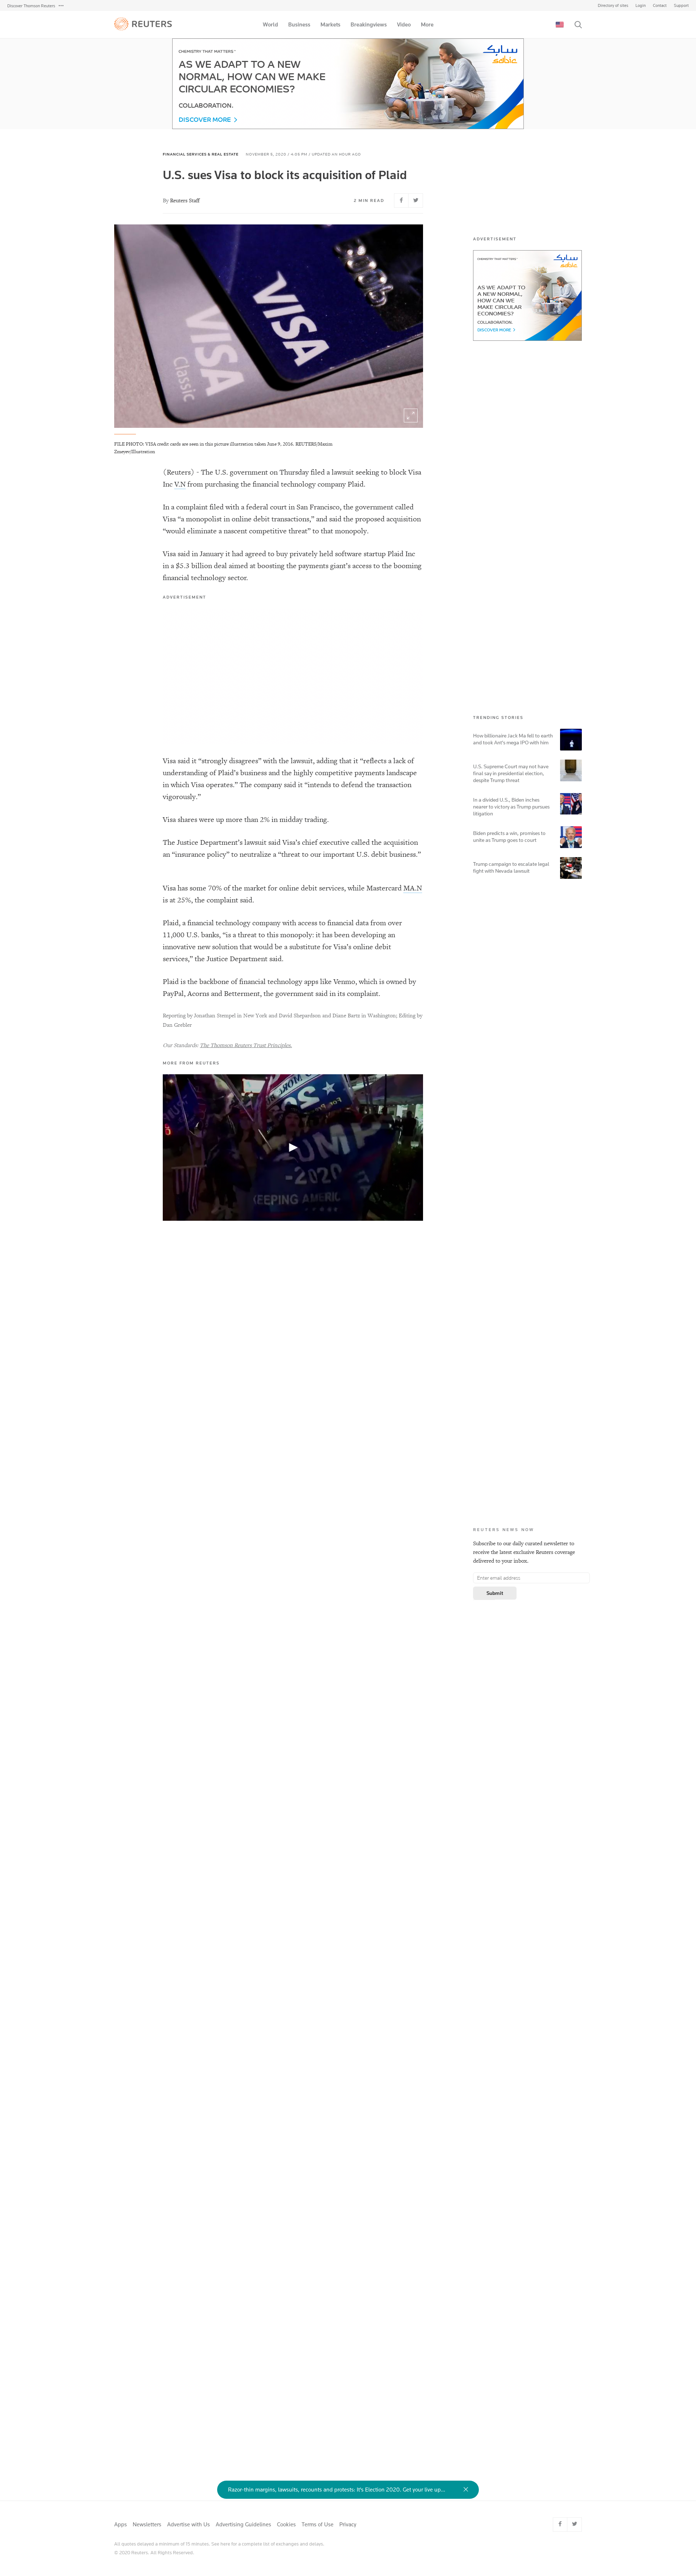 Discover Thomson Reuters
Directory of sites Login Contact Support
REUTERS
World Business Markets Breakingviews Video More
CHEMISTRY THAT MATTERS™
AS WE ADAPT TO A NEW
NORMAL, HOW CAN WE MAKE
CIRCULAR ECONOMIES?
COLLABORATION.
DISCOVER MORE
سابك
sabic
FINANCIAL SERVICES & REAL ESTATE NOVEMBER 5, 2020 / 4:05 PM / UPDATED AN HOUR AGO
U.S. sues Visa to block its acquisition of Plaid
By Reuters Staff
2 MIN READ
VISA
VISA
Classic
FILE PHOTO: VISA credit cards are seen in this picture illustration taken June 9, 2016. REUTERS/Maxim
Zmeyev/Illustration
(Reuters) - The U.S. government on Thursday filed a lawsuit seeking to block Visa
Inc V.N from purchasing the financial technology company Plaid.
In a complaint filed with a federal court in San Francisco, the government called
Visa “a monopolist in online debit transactions,” and said the proposed acquisition
“would eliminate a nascent competitive threat” to that monopoly.
Visa said in January it had agreed to buy privately held software startup Plaid Inc
in a $5.3 billion deal aimed at boosting the payments giant’s access to the booming
financial technology sector.
ADVERTISEMENT
Visa said it “strongly disagrees” with the lawsuit, adding that it “reflects a lack of
understanding of Plaid’s business and the highly competitive payments landscape
in which Visa operates.” The company said it “intends to defend the transaction
vigorously.”
Visa shares were up more than 2% in midday trading.
The Justice Department’s lawsuit said Visa’s chief executive called the acquisition
an “insurance policy” to neutralize a “threat to our important U.S. debit business.”
Visa has some 70% of the market for online debit services, while Mastercard MA.N
is at 25%, the complaint said.
Plaid, a financial technology company with access to financial data from over
11,000 U.S. banks, “is a threat to this monopoly: it has been developing an
innovative new solution that would be a substitute for Visa’s online debit
services,” the Justice Department said.
Plaid is the backbone of financial technology apps like Venmo, which is owned by
PayPal, Acorns and Betterment, the government said in its complaint.
Reporting by Jonathan Stempel in New York and David Shepardson and Diane Bartz in Washington; Editing by
Dan Grebler
Our Standards: The Thomson Reuters Trust Principles.
MORE FROM REUTERS
TRUMP
-2020
KEEPING AMERICA
ADVERTISEMENT
CHEMISTRY THAT MATTERS™
سابك
sabic
AS WE ADAPT TO
A NEW NORMAL,
HOW CAN WE
MAKE CIRCULAR
ECONOMIES?
COLLABORATION.
DISCOVER MORE
TRENDING STORIES
How billionaire Jack Ma fell to earth
and took Ant's mega IPO with him
U.S. Supreme Court may not have
final say in presidential election,
despite Trump threat
In a divided U.S., Biden inches
nearer to victory as Trump pursues
litigation
Biden predicts a win, promises to
unite as Trump goes to court
Trump campaign to escalate legal
fight with Nevada lawsuit
REUTERS NEWS NOW
Subscribe to our daily curated newsletter to
receive the latest exclusive Reuters coverage
delivered to your inbox.
Enter email address
Submit
Razor-thin margins, lawsuits, recounts and protests: It's Election 2020. Get your live up...
Apps Newsletters Advertise with Us Advertising Guidelines Cookies Terms of Use Privacy
All quotes delayed a minimum of 15 minutes. See here for a complete list of exchanges and delays.
© 2020 Reuters. All Rights Reserved.